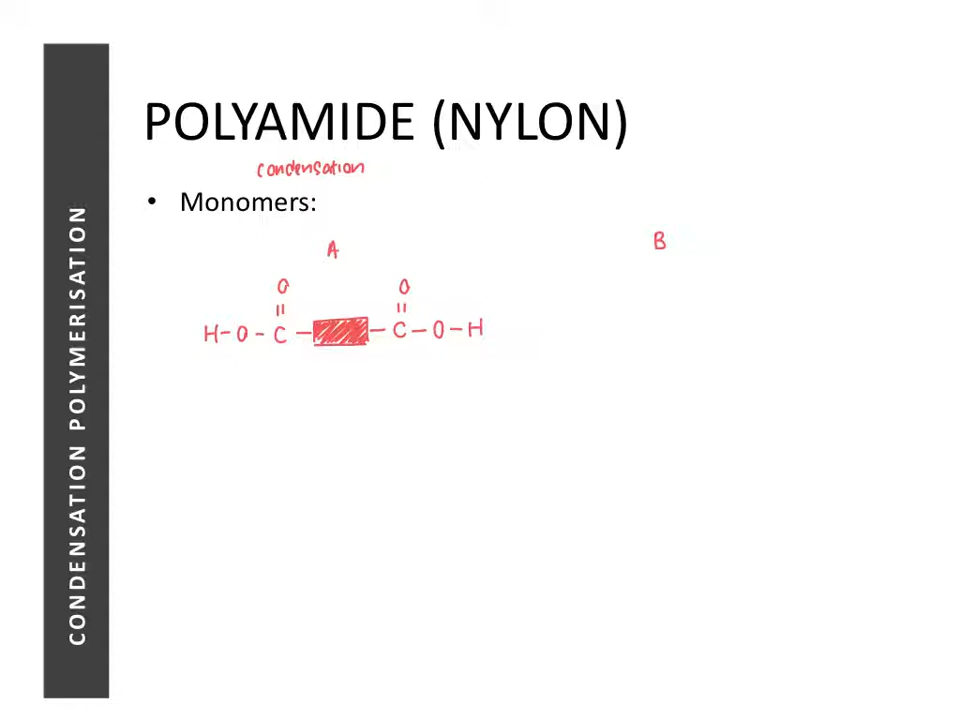 CONDENSATION POLYMERISATION
POLYAMIDE (NYLON)
condensation
• Monomers:
A
B
O O
|| ||
H-O-C- -C-O-H